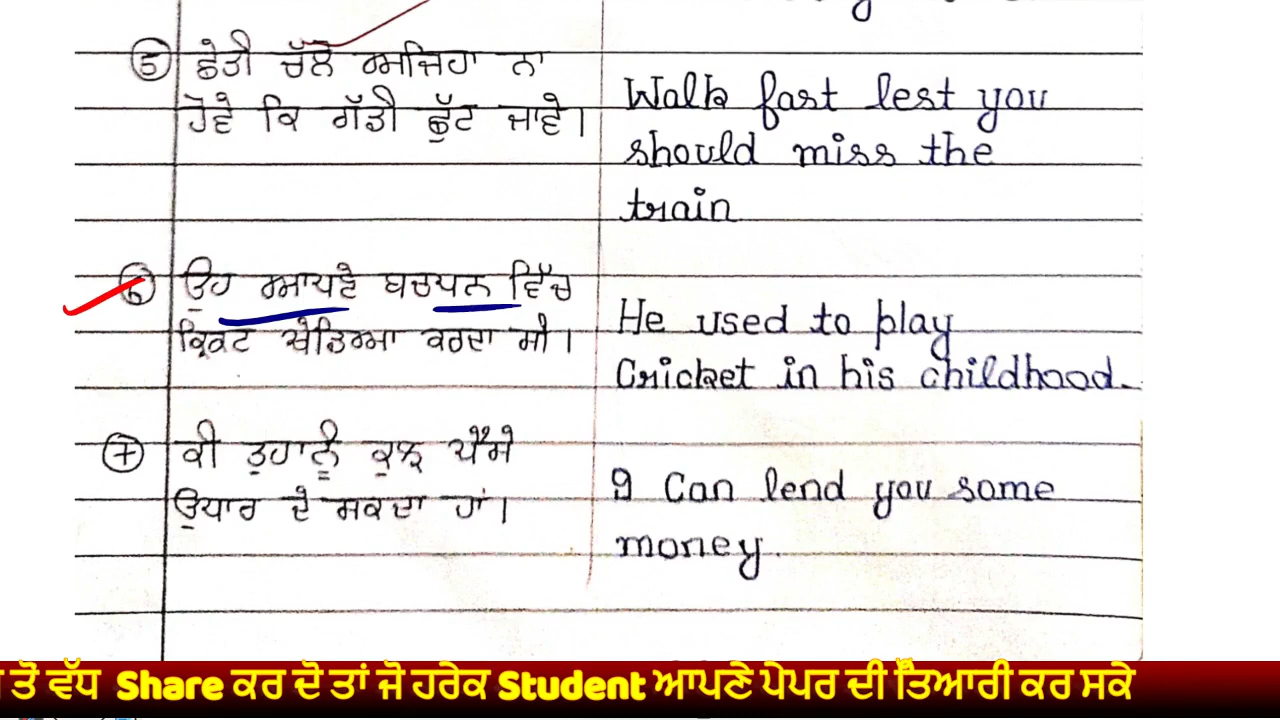 ⑤ ਛੇਤੀ ਚੱਲੋ ਅਜਿਹਾ ਨਾ
ਹੋਵੇ ਕਿ ਗੱਡੀ ਛੁੱਟ ਜਾਵੇ।
Walk fast lest you
should miss the
train
⑥ ਉਹ ਆਪਣੇ ਬਚਪਨ ਵਿੱਚ
ਕ੍ਰਿਕਟ ਖੇਡਿਆ ਕਰਦਾ ਸੀ।
He used to play
Cricket in his childhood.
⑦ ਕੀ ਤੁਹਾਨੂੰ ਕੁਝ ਪੈਸੇ
ਉਧਾਰ ਦੇ ਸਕਦਾ ਹਾਂ।
I Can lend you some
money.
ਤੋਂ ਵੱਧ Share ਕਰ ਦੋ ਤਾਂ ਜੋ ਹਰੇਕ Student ਆਪਣੇ ਪੇਪਰ ਦੀ ਤਿਆਰੀ ਕਰ ਸਕੇ